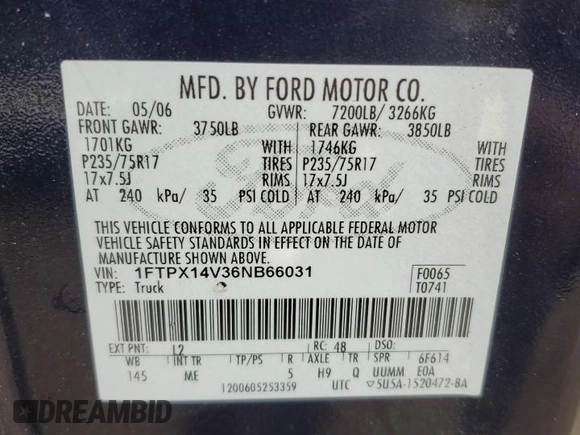 MFD. BY FORD MOTOR CO.
DATE: 05/06 GVWR: 7200LB/ 3266KG
FRONT GAWR: 3750LB REAR GAWR: 3850LB
1701KG WITH 1746KG WITH
P235/75R17 TIRES P235/75R17 TIRES
17x7.5J RIMS 17x7.5J RIMS
AT 240 kPa/ 35 PSI COLD AT 240 kPa/ 35 PSI COLD
Ford
THIS VEHICLE CONFORMS TO ALL APPLICABLE FEDERAL MOTOR
VEHICLE SAFETY STANDARDS IN EFFECT ON THE DATE OF
MANUFACTURE SHOWN ABOVE.
VIN: 1FTPX14V36NB66031 F0065
TYPE: Truck T0741
EXT PNT: L2 RC: 48 DSO:
WB INT TR TP/PS R AXLE TR SPR 6F614
145 ME 5 H9 Q UUMM E0A
1200605253359 UTC 5U5A-1520472-BA
DREAMBID